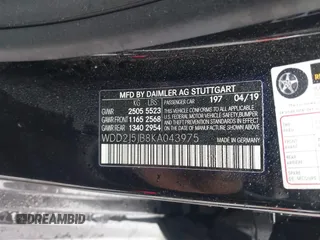 MFD BY DAIMLER AG STUTTGART
KG LBS PASSENGER CAR 197 04/19
GVWR 2505 5523
GAWR FRONT 1165 2568
GAWR REAR 1340 2954
THIS VEHICLE CONFORMS TO ALL APPLICABLE
U.S. FEDERAL MOTOR VEHICLE SAFETY, BUMPER
AND THEFT PREVENTION STANDARDS IN EFFECT
ON THE DATE OF MANUFACTURE SHOWN ABOVE.
WDD2J5JB8KA043975
MADE IN GERMANY
DREAMBID